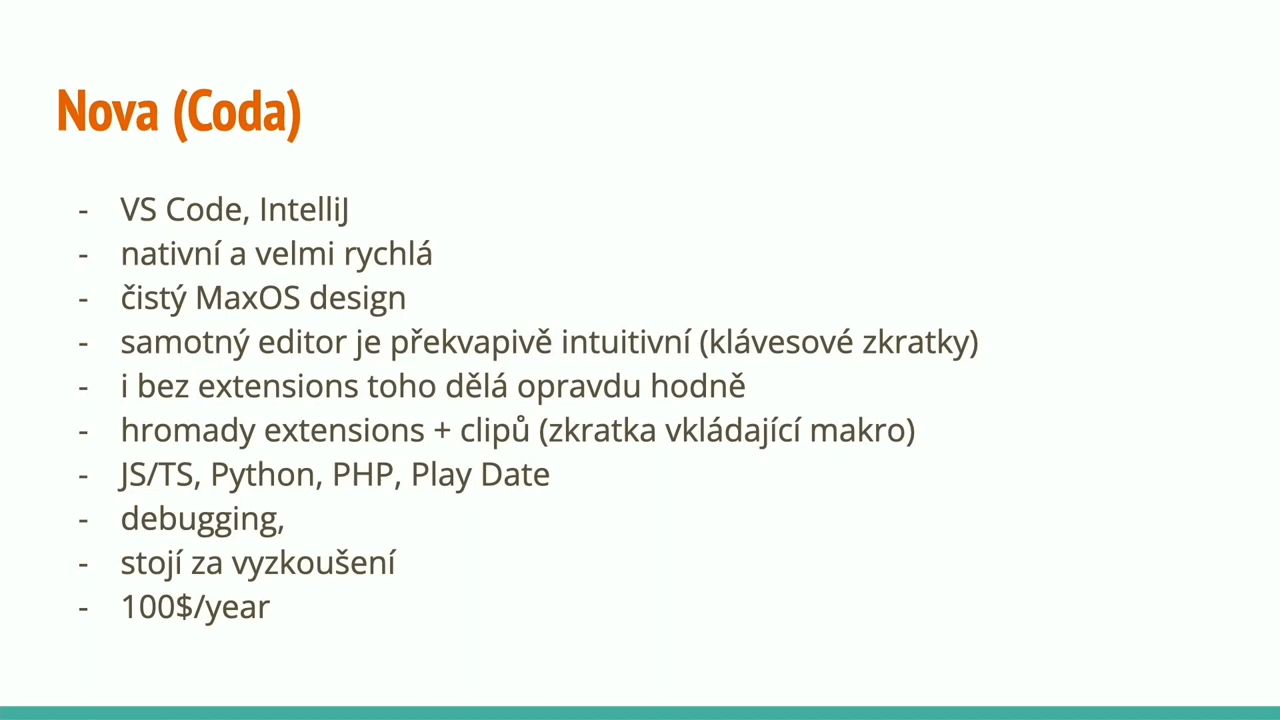 Nova (Coda)
- VS Code, IntelliJ
- nativní a velmi rychlá
- čistý MaxOS design
- samotný editor je překvapivě intuitivní (klávesové zkratky)
- i bez extensions toho dělá opravdu hodně
- hromady extensions + clipů (zkratka vkládající makro)
- JS/TS, Python, PHP, Play Date
- debugging,
- stojí za vyzkoušení
- 100$/year